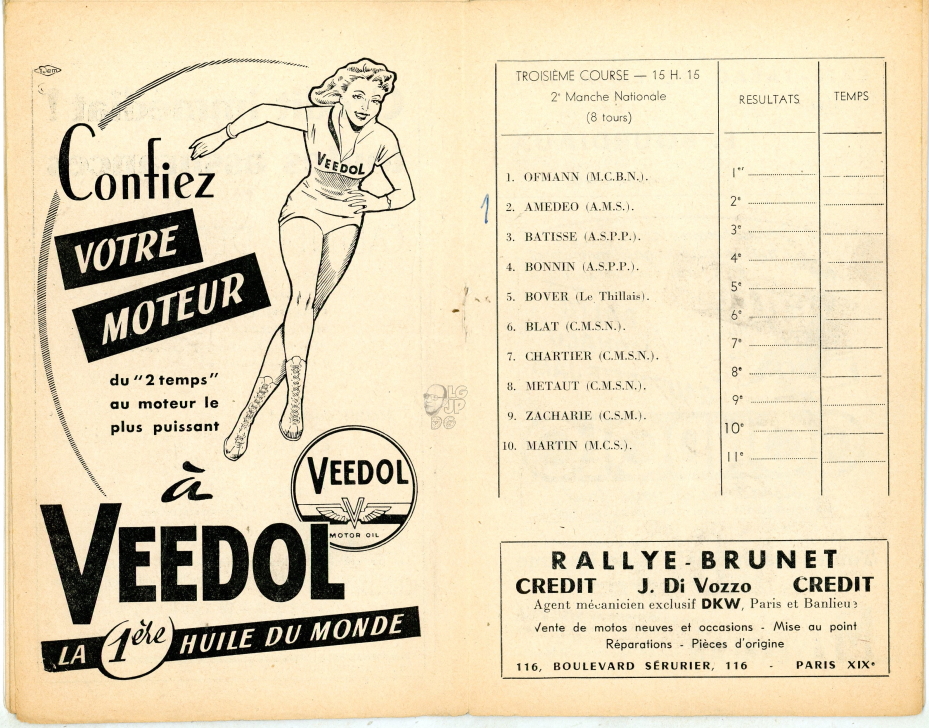 Confiez
VOTRE
MOTEUR
du "2 temps"
au moteur le
plus puissant
à
VEEDOL
LA 1ère HUILE DU MONDE
VEEDOL
VEEDOL
MOTOR OIL
LG
JP
DG
TROISIÈME COURSE — 15 H. 15
2e Manche Nationale
(8 tours)
RESULTATS
TEMPS
1. OFMANN (M.C.B.N.).
2. AMEDEO (A.M.S.).
3. BATISSE (A.S.P.P.).
4. BONNIN (A.S.P.P.).
5. BOVER (Le Thillais).
6. BLAT (C.M.S.N.).
7. CHARTIER (C.M.S.N.).
8. METAUT (C.M.S.N.).
9. ZACHARIE (C.S.M.).
10. MARTIN (M.C.S.).
1er
2e
3e
4e
5e
6e
7e
8e
9e
10e
11e
RALLYE - BRUNET
CREDIT J. Di Vozzo CREDIT
Agent mécanicien exclusif DKW, Paris et Banlieue
Vente de motos neuves et occasions - Mise au point
Réparations - Pièces d'origine
116, BOULEVARD SÉRURIER, 116 - PARIS XIXe